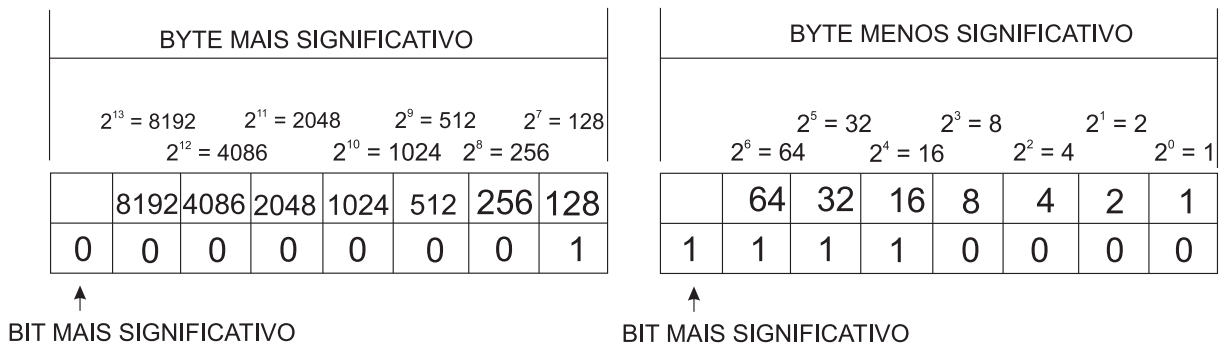 BYTE MAIS SIGNIFICATIVO
2¹³ = 8192 2¹¹ = 2048 2⁹ = 512 2⁷ = 128
2¹² = 4086 2¹⁰ = 1024 2⁸ = 256
8192 4086 2048 1024 512 256 128
0 0 0 0 0 0 0 1
BIT MAIS SIGNIFICATIVO
BYTE MENOS SIGNIFICATIVO
2⁵ = 32 2³ = 8 2¹ = 2
2⁶ = 64 2⁴ = 16 2² = 4 2⁰ = 1
64 32 16 8 4 2 1
1 1 1 1 0 0 0 0
BIT MAIS SIGNIFICATIVO